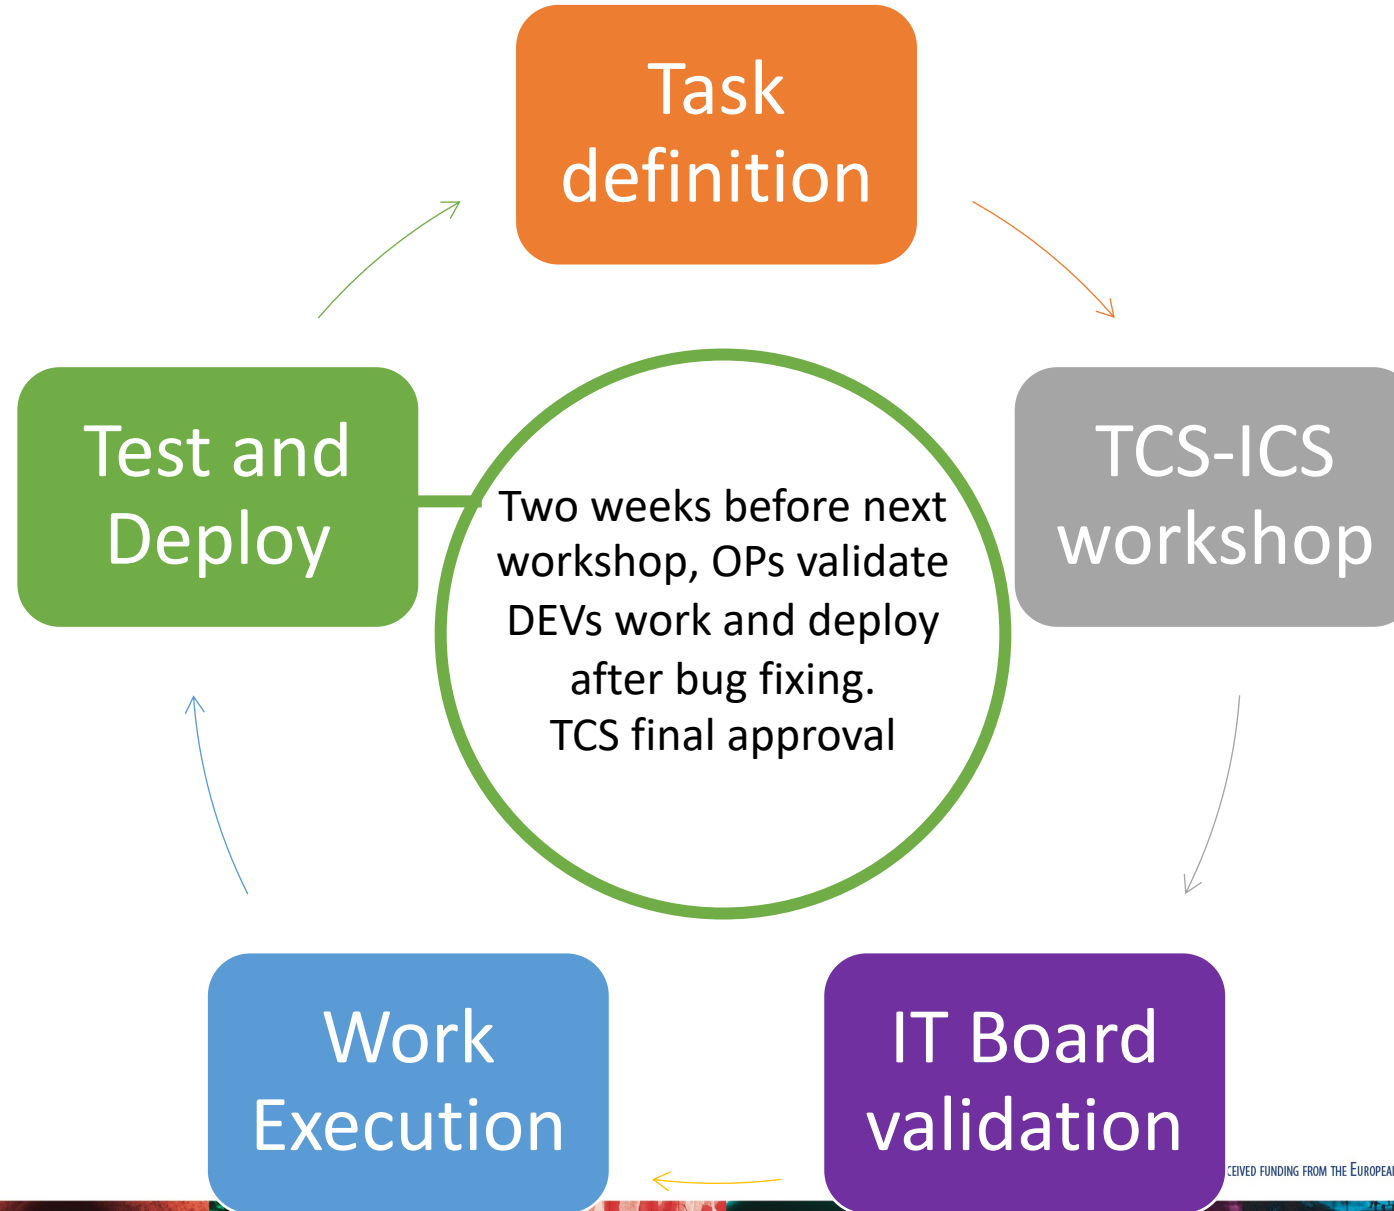 Task
definition
TCS-ICS
workshop
IT Board
validation
Work
Execution
Test and
Deploy
Two weeks before next
workshop, OPs validate
DEVs work and deploy
after bug fixing.
TCS final approval
FUNDING FROM THE